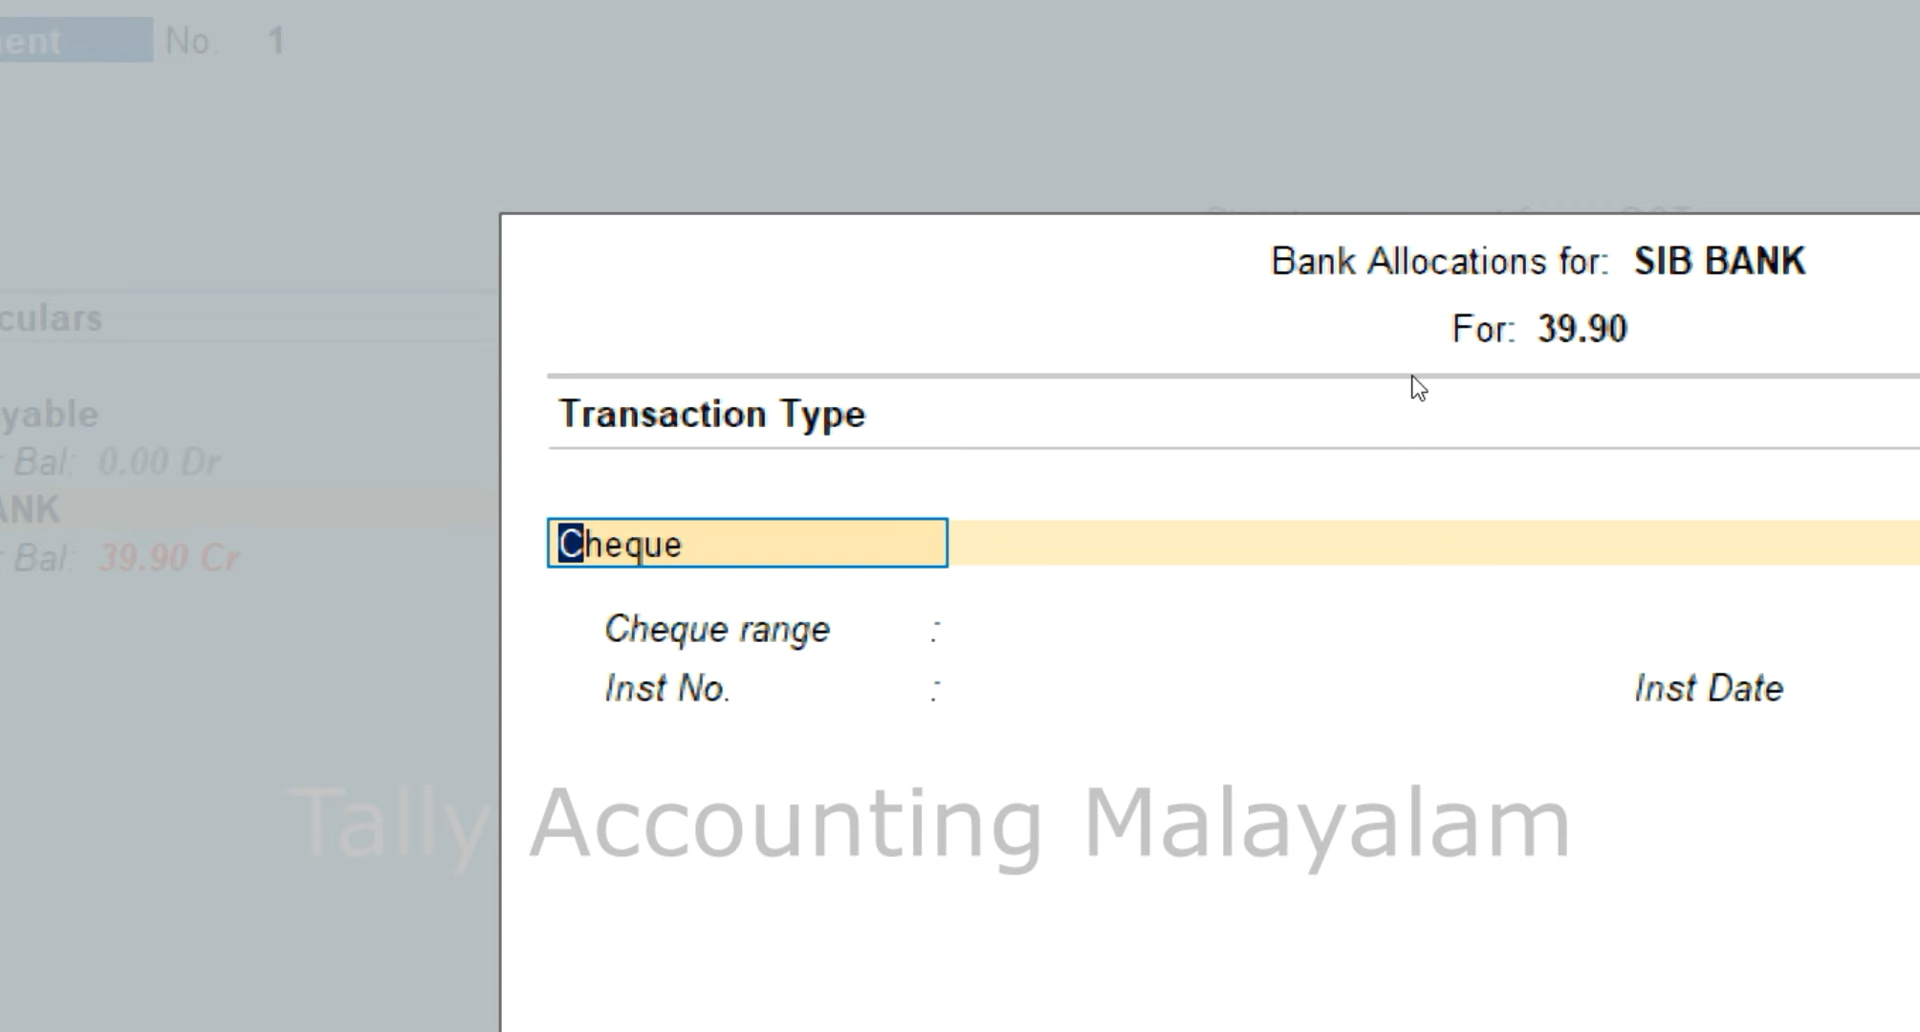 ent No. 1
Bank Allocations for: SIB BANK
For: 39.90
culars
Transaction Type
yable
Bal: 0.00 Dr
ANK
Bal: 39.90 Cr
Cheque
Cheque range :
Inst No. : Inst Date
Tally Accounting Malayalam